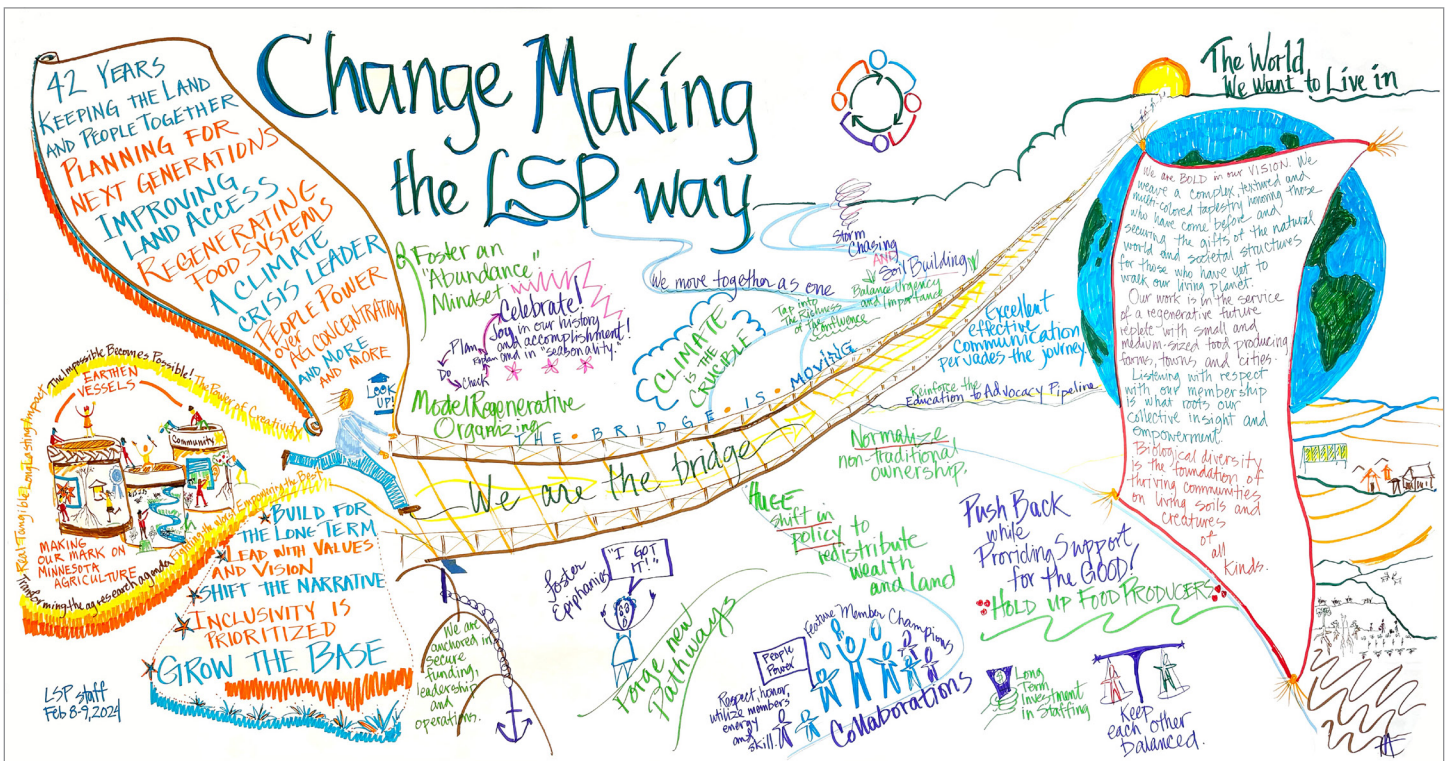 Change Making
the LSP way
42 YEARS
KEEPING THE LAND
AND PEOPLE TOGETHER
PLANNING FOR
NEXT GENERATIONS
IMPROVING
LAND ACCESS
REGENERATING
FOOD SYSTEMS
A CLIMATE
CRISIS LEADER
PEOPLE POWER
over
AG CONCENTRATION
AND MORE
AND MORE
The Impossible Becomes Possible!
The Power of Creativity
Real Tangible Long Lasting Impact
EARTHEN
VESSELS
Community
MAKING
OUR MARK ON
MINNESOTA
AGRICULTURE
Transforming the ag research agenda
BUILD FOR
THE LONG TERM
LEAD WITH VALUES
AND VISION
SHIFT THE NARRATIVE
INCLUSIVITY IS
PRIORITIZED
GROW THE BASE
LSP staff
Feb 8-9, 2024
LOOK
UP!
Foster an
"Abundance"
Mindset
Celebrate!
Joy in our history
and accomplishment!
and in "seasonality."
Plan
Do
Check
Model Regenerative
Organizing
We move together as one
Storm
Chasing
AND
Soil Building
Balance Urgency
and Importance
Tap into
The Richness
of the
Confluence
CLIMATE
IS THE
CRUCIBLE
THE • BRIDGE • IS • MOVING
We are the bridge
Excellent
effective
Communication
pervades the journey.
Reinforce the
Education to Advocacy Pipeline
Normalize
non-traditional
ownership.
HUGE
shift in
policy to
redistribute
wealth
and land
Push Back
while
Providing Support
for the GOOD!
HOLD UP FOOD PRODUCERS
We are
anchored in
secure
funding,
leadership
and
operations.
Foster
Epiphanies
"I GOT
IT!"
Forge new
Pathways
Feature Member Champions
People
Power
Respect, honor,
utilize members
energy
and
skill.
Collaborations
Long
Term
Investment
in Staffing
Keep
each other
balanced.
The World
We Want to Live in
We are BOLD in our VISION. We
weave a complex, textured and
multi-colored tapestry honoring those
who have come before and
securing the gifts of the natural
world and societal structures
for those who have yet to
walk our living planet.
Our work is in the service
of a regenerative future
replete with small and
medium-sized food producing
farms, towns and cities.
Listening with respect
with our membership
is what roots our
collective insight and
empowerment.
Biological diversity
is the foundation of
thriving communities
on living soils and
creatures
of
all
kinds.